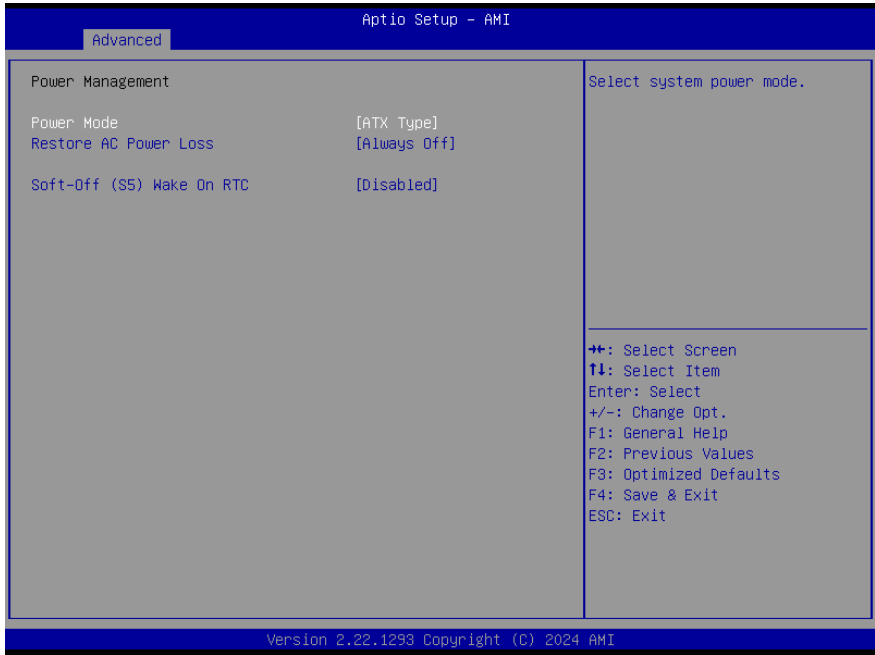 Aptio Setup - AMI
Advanced
Power Management
Power Mode [ATX Type]
Restore AC Power Loss [Always Off]
Soft-Off (S5) Wake On RTC [Disabled]
Select system power mode.
→←: Select Screen
↑↓: Select Item
Enter: Select
+/-: Change Opt.
F1: General Help
F2: Previous Values
F3: Optimized Defaults
F4: Save & Exit
ESC: Exit
Version 2.22.1293 Copyright (C) 2024 AMI